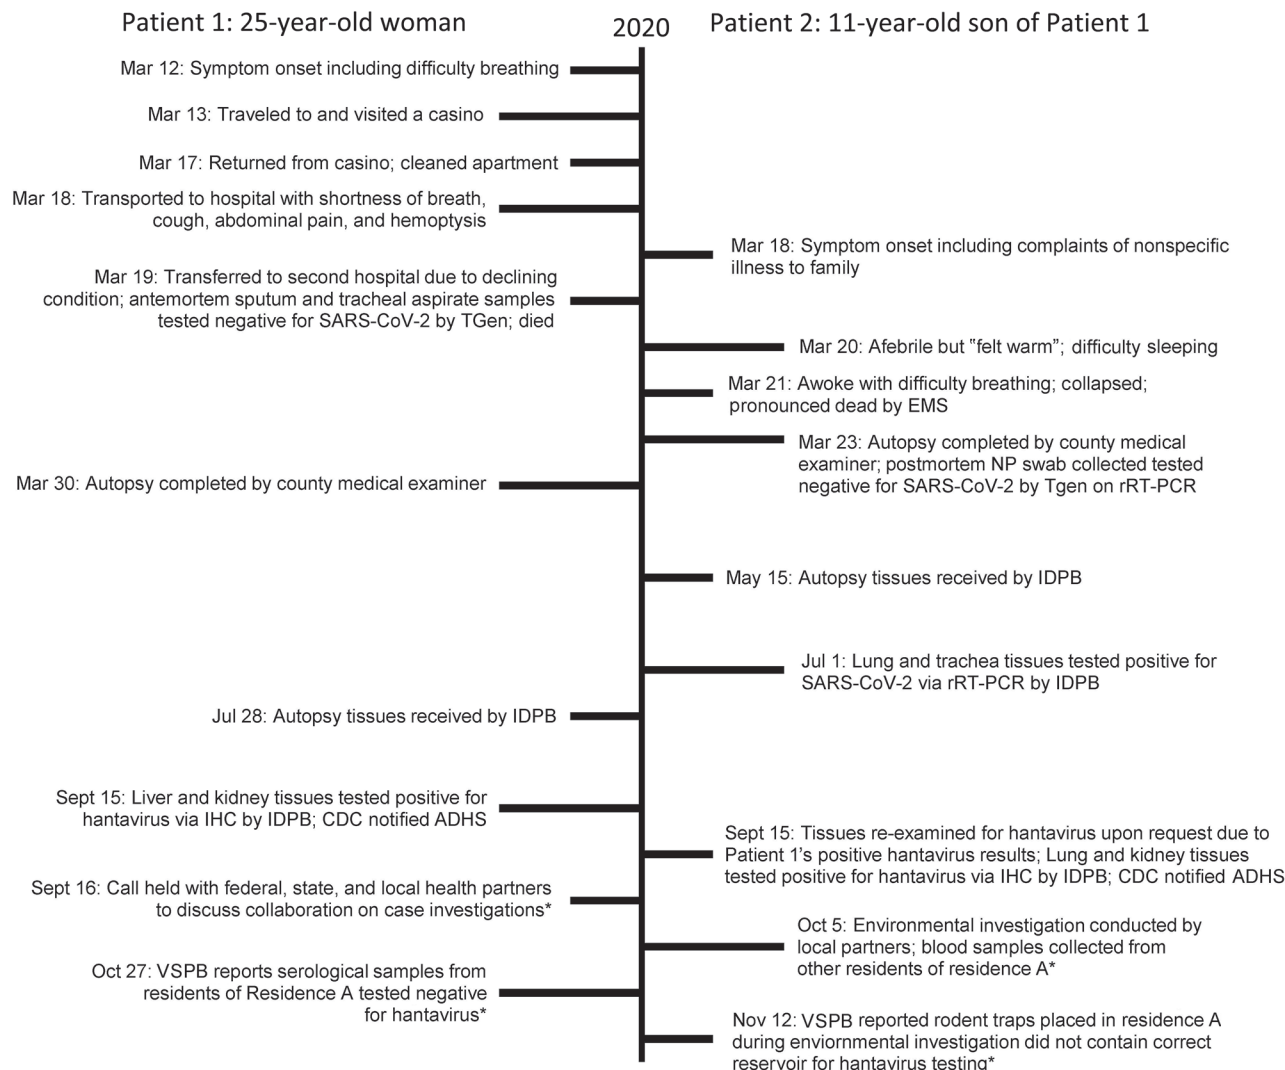 Patient 1: 25-year-old woman
2020
Patient 2: 11-year-old son of Patient 1
Mar 12: Symptom onset including difficulty breathing
Mar 13: Traveled to and visited a casino
Mar 17: Returned from casino; cleaned apartment
Mar 18: Transported to hospital with shortness of breath,
cough, abdominal pain, and hemoptysis
Mar 18: Symptom onset including complaints of nonspecific
illness to family
Mar 19: Transferred to second hospital due to declining
condition; antemortem sputum and tracheal aspirate samples
tested negative for SARS-CoV-2 by TGen; died
Mar 20: Afebrile but "felt warm”; difficulty sleeping
Mar 21: Awoke with difficulty breathing; collapsed;
pronounced dead by EMS
Mar 23: Autopsy completed by county medical
examiner; postmortem NP swab collected tested
negative for SARS-CoV-2 by Tgen on rRT-PCR
Mar 30: Autopsy completed by county medical examiner
May 15: Autopsy tissues received by IDPB
Jul 1: Lung and trachea tissues tested positive for
SARS-CoV-2 via rRT-PCR by IDPB
Jul 28: Autopsy tissues received by IDPB
Sept 15: Liver and kidney tissues tested positive for
hantavirus via IHC by IDPB; CDC notified ADHS
Sept 15: Tissues re-examined for hantavirus upon request due to
Patient 1's positive hantavirus results; Lung and kidney tissues
tested positive for hantavirus via IHC by IDPB; CDC notified ADHS
Sept 16: Call held with federal, state, and local health partners
to discuss collaboration on case investigations*
Oct 5: Environmental investigation conducted by
local partners; blood samples collected from
other residents of residence A*
Oct 27: VSPB reports serological samples from
residents of Residence A tested negative
for hantavirus*
Nov 12: VSPB reported rodent traps placed in residence A
during enviornmental investigation did not contain correct
reservoir for hantavirus testing*